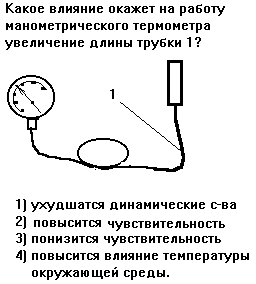 Какое влияние окажет на работу
манометрического термометра
увеличение длины трубки 1?
1
1) ухудшатся динамические с-ва
2) повысится чувствительность
3) понизится чувствительность
4) повысится влияние температуры
окружающей среды.